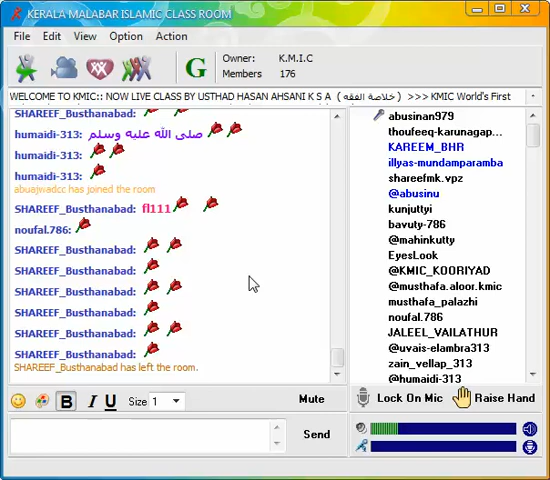 KERALA MALABAR ISLAMIC CLASS ROOM
File Edit View Option Action
G Owner: K.M.I.C
Members 176
WELCOME TO KMIC:: NOW LIVE CLASS BY USTHAD HASAN AHSANI K S A ( خلاصة الفقه ) >>> KMIC World's First
SHAREEF_Busthanabad:
humaidi-313: صلى الله عليه وسلم
humaidi-313:
humaidi-313:
abuajwadcc has joined the room
SHAREEF_Busthanabad: fl111
noufal.786:
SHAREEF_Busthanabad:
SHAREEF_Busthanabad:
SHAREEF_Busthanabad:
SHAREEF_Busthanabad:
SHAREEF_Busthanabad:
SHAREEF_Busthanabad:
SHAREEF_Busthanabad has left the room.
abusinan979
thoufeeq-karunagap...
KAREEM_BHR
illyas-mundamparamba
shareefmk.vpz
@abusinu
kunjuttyi
bavuty-786
@mahinkutty
EyesLook
@KMIC_KOORIYAD
@musthafa.aloor.kmic
musthafa_palazhi
noufal.786
JALEEL_VAILATHUR
@uvais-elambra313
zain_vellap_313
@humaidi-313
B I U Size 1 Mute
Lock On Mic Raise Hand
Send